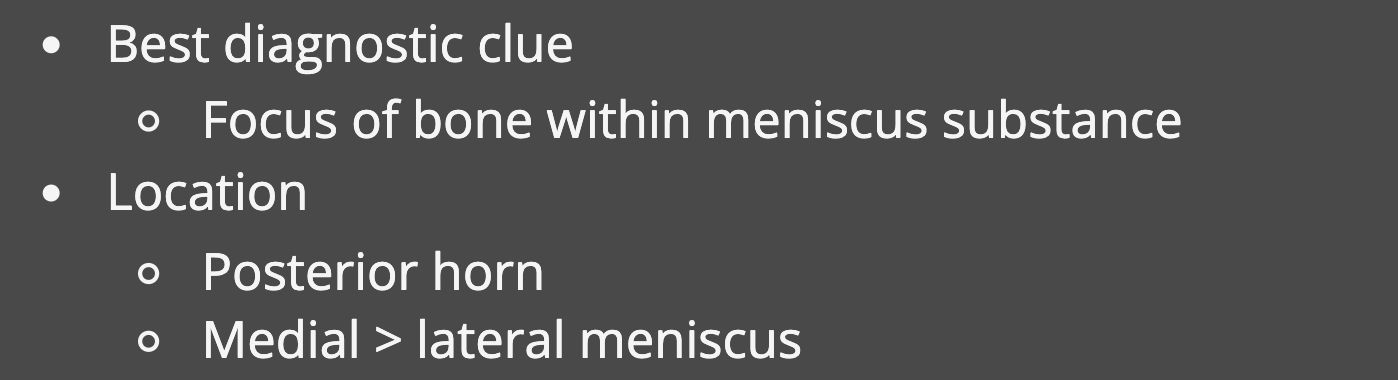 • Best diagnostic clue
◦ Focus of bone within meniscus substance
• Location
◦ Posterior horn
◦ Medial > lateral meniscus